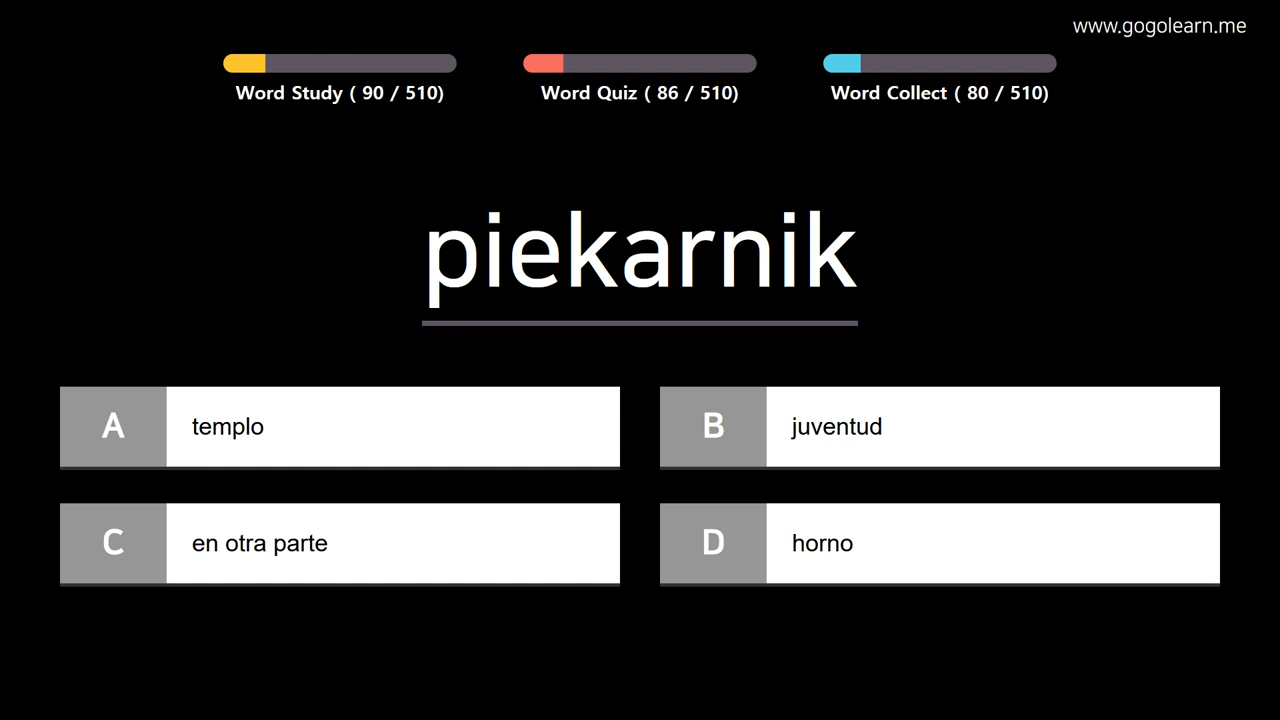 www.gogolearn.me
Word Study ( 90 / 510)
Word Quiz ( 86 / 510)
Word Collect ( 80 / 510)
piekarnik
A templo
B juventud
C en otra parte
D horno